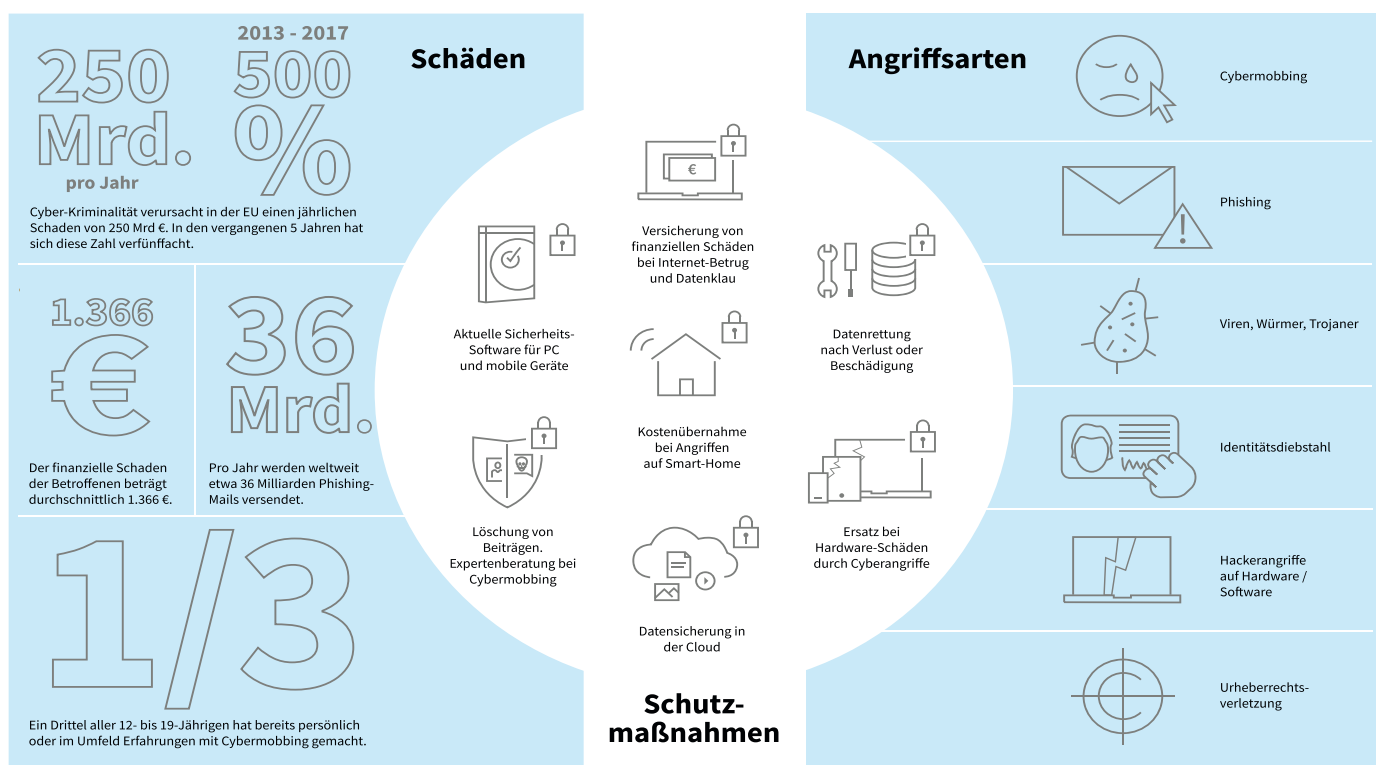 Schäden
250
Mrd.
pro Jahr
2013 - 2017
500
%
Cyber-Kriminalität verursacht in der EU einen jährlichen
Schaden von 250 Mrd €. In den vergangenen 5 Jahren hat
sich diese Zahl verfünffacht.
1.366
€
Der finanzielle Schaden
der Betroffenen beträgt
durchschnittlich 1.366 €.
36
Mrd.
Pro Jahr werden weltweit
etwa 36 Milliarden Phishing-
Mails versendet.
1/3
Ein Drittel aller 12- bis 19-Jährigen hat bereits persönlich
oder im Umfeld Erfahrungen mit Cybermobbing gemacht.
€
Versicherung von
finanziellen Schäden
bei Internet-Betrug
und Datenklau
Aktuelle Sicherheits-
Software für PC
und mobile Geräte
Datenrettung
nach Verlust oder
Beschädigung
Kostenübernahme
bei Angriffen
auf Smart-Home
Löschung von
Beiträgen.
Expertenberatung bei
Cybermobbing
Ersatz bei
Hardware-Schäden
durch Cyberangriffe
Datensicherung in
der Cloud
Schutz-
maßnahmen
Angriffsarten
Cybermobbing
Phishing
Viren, Würmer, Trojaner
Identitätsdiebstahl
Hackerangriffe
auf Hardware /
Software
Urheberrechts-
verletzung